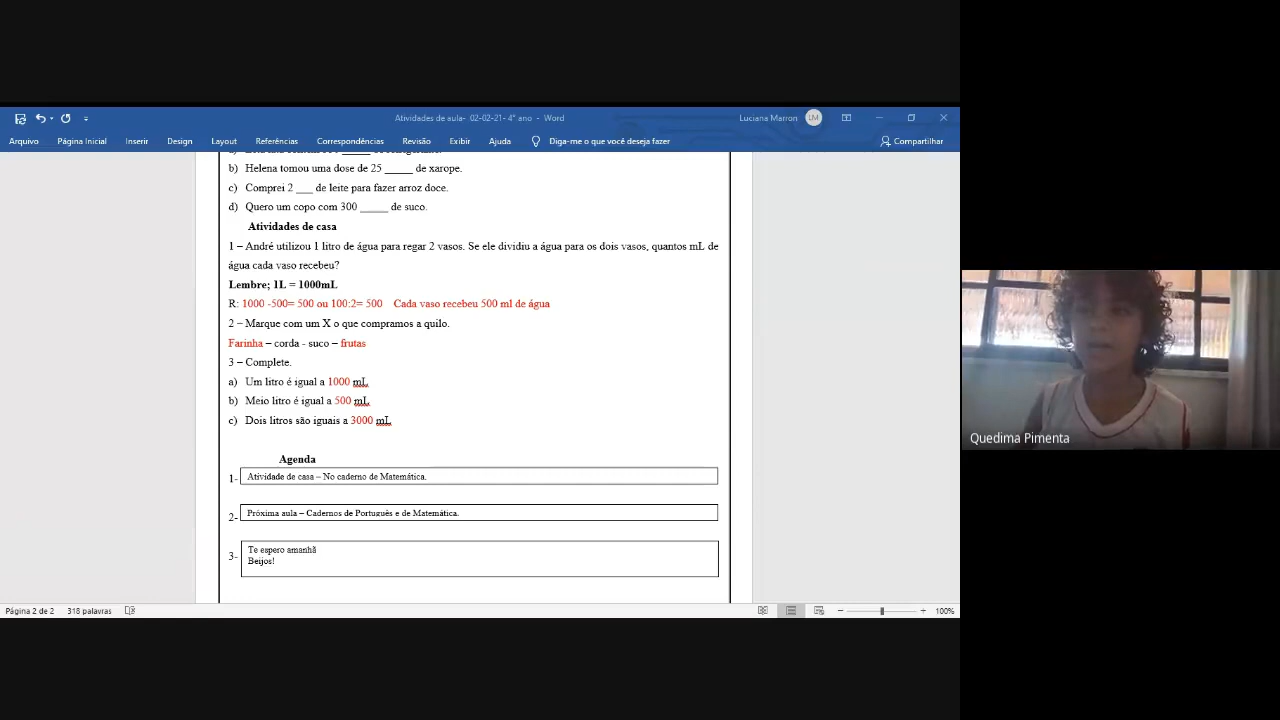 Atividades de aula- 02-02-21- 4º ano - Word
Luciana Marron
LM
Arquivo Página Inicial Inserir Design Layout Referências Correspondências Revisão Exibir Ajuda Diga-me o que você deseja fazer Compartilhar
b) Helena tomou uma dose de 25 _____ de xarope.
c) Comprei 2 ___ de leite para fazer arroz doce.
d) Quero um copo com 300 _____ de suco.
Atividades de casa
1 – André utilizou 1 litro de água para regar 2 vasos. Se ele dividiu a água para os dois vasos, quantos mL de
água cada vaso recebeu?
Lembre; 1L = 1000mL
R: 1000 -500= 500 ou 100:2= 500 Cada vaso recebeu 500 ml de água
2 – Marque com um X o que compramos a quilo.
Farinha – corda - suco – frutas
3 – Complete.
a) Um litro é igual a 1000 mL
b) Meio litro é igual a 500 mL
c) Dois litros são iguais a 3000 mL
Agenda
1- Atividade de casa – No caderno de Matemática.
2- Próxima aula – Cadernos de Português e de Matemática.
3- Te espero amanhã
Beijos!
Página 2 de 2 318 palavras 100%
Quedima Pimenta